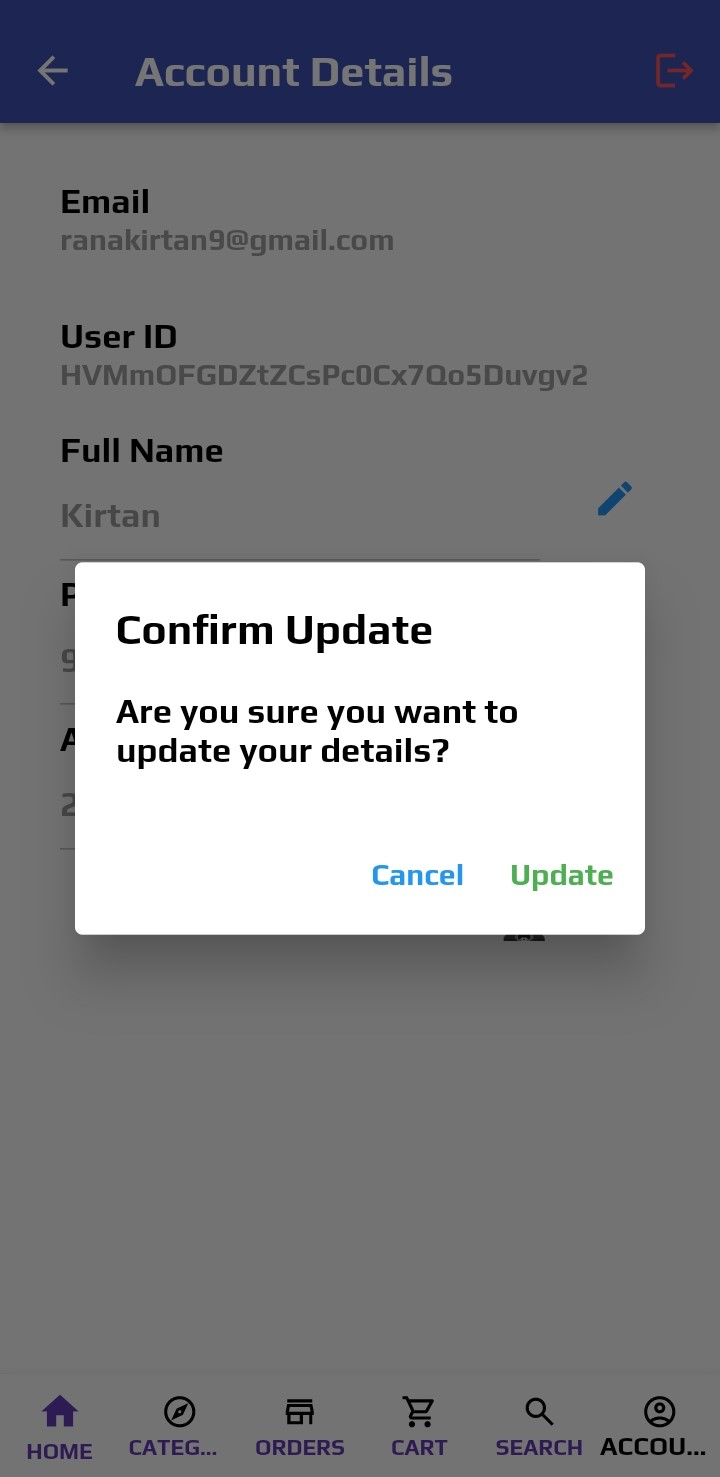 Account Details
Email
ranakirtan9@gmail.com
User ID
HVMmOFGDZtZCsPc0Cx7Qo5Duvgv2
Full Name
Kirtan
Confirm Update
Are you sure you want to
update your details?
Cancel Update
HOME CATEG... ORDERS CART SEARCH ACCOU...